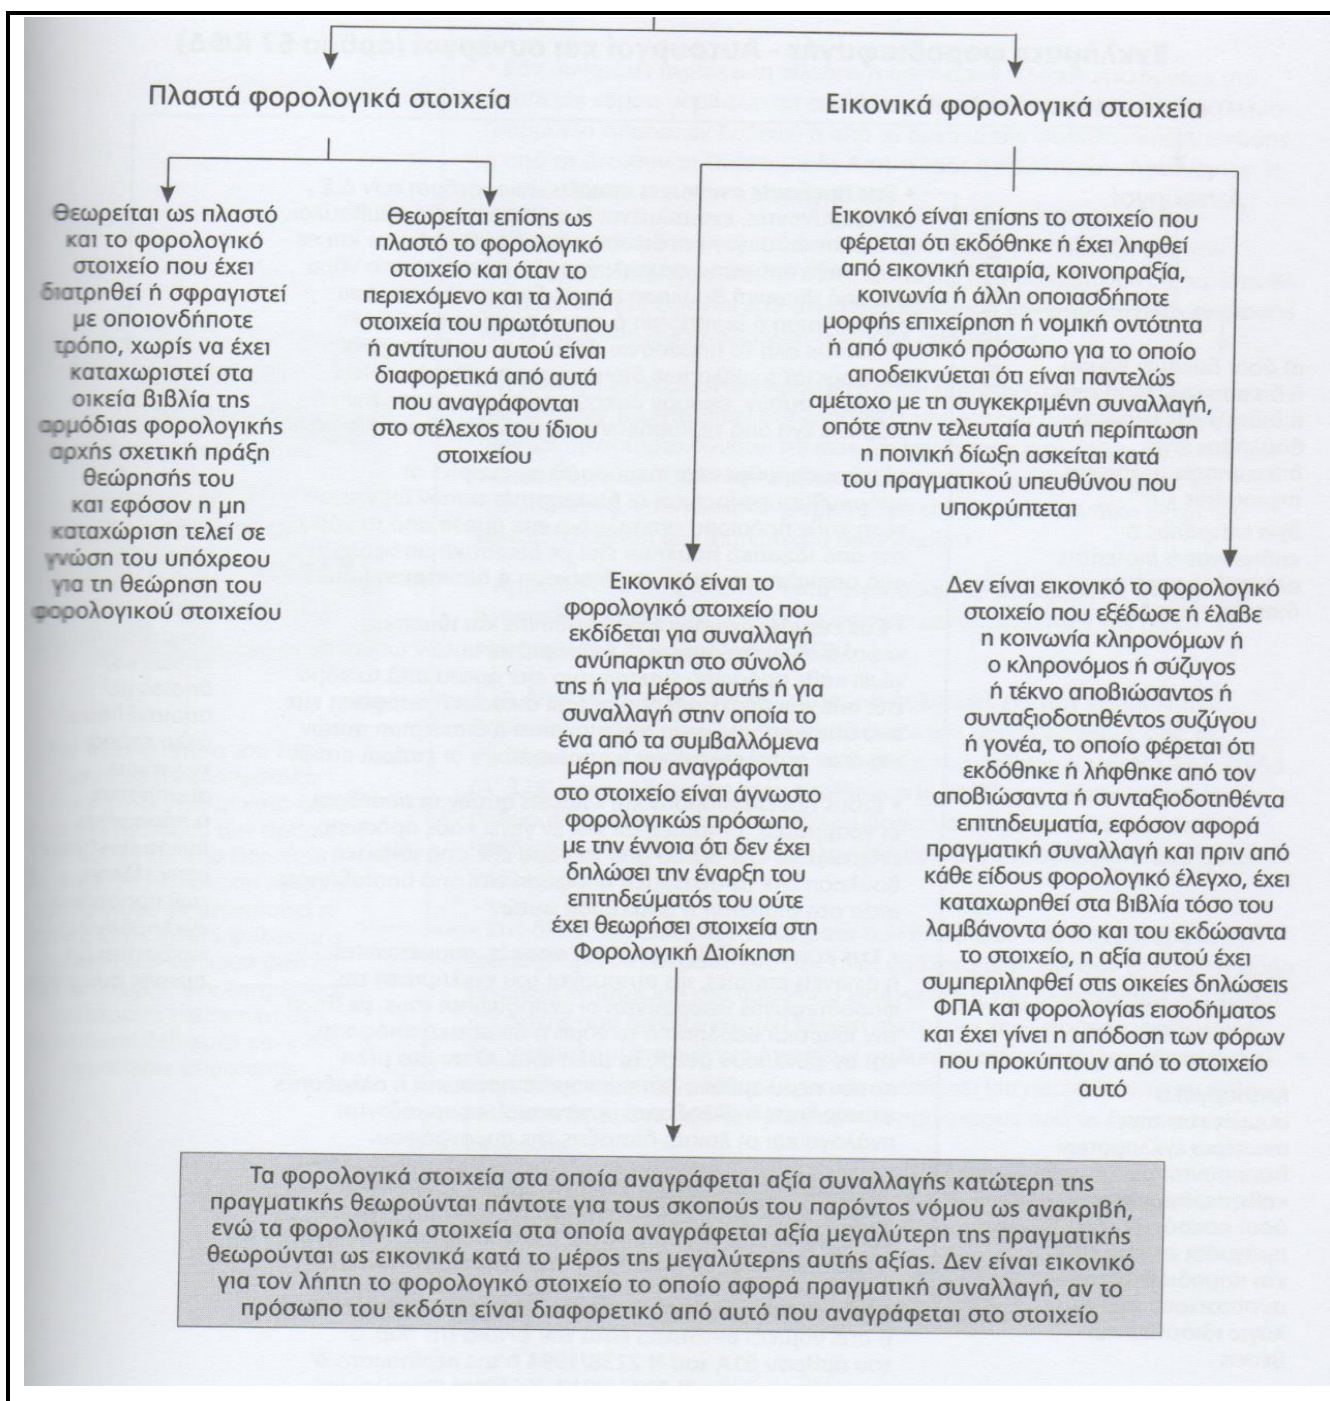 Πλαστά φορολογικά στοιχεία
Θεωρείται ως πλαστό
και το φορολογικό
στοιχείο που έχει
διατρηθεί ή σφραγιστεί
με οποιονδήποτε
τρόπο, χωρίς να έχει
καταχωριστεί στα
οικεία βιβλία της
αρμόδιας φορολογικής
αρχής σχετική πράξη
θεώρησής του
και εφόσον η μη
καταχώριση τελεί σε
γνώση του υπόχρεου
για τη θεώρηση του
φορολογικού στοιχείου
Θεωρείται επίσης ως
πλαστό το φορολογικό
στοιχείο και όταν το
περιεχόμενο και τα λοιπά
στοιχεία του πρωτότυπου
ή αντίτυπου αυτού είναι
διαφορετικά από αυτά
που αναγράφονται
στο στέλεχος του ίδιου
στοιχείου
Εικονικά φορολογικά στοιχεία
Εικονικό είναι επίσης το στοιχείο που
φέρεται ότι εκδόθηκε ή έχει ληφθεί
από εικονική εταιρία, κοινοπραξία,
κοινωνία ή άλλη οποιασδήποτε
μορφής επιχείρηση ή νομική οντότητα
ή από φυσικό πρόσωπο για το οποίο
αποδεικνύεται ότι είναι παντελώς
αμέτοχο με τη συγκεκριμένη συναλλαγή,
οπότε στην τελευταία αυτή περίπτωση
η ποινική δίωξη ασκείται κατά
του πραγματικού υπευθύνου που
υποκρύπτεται
Εικονικό είναι το
φορολογικό στοιχείο που
εκδίδεται για συναλλαγή
ανύπαρκτη στο σύνολό
της ή για μέρος αυτής ή για
συναλλαγή στην οποία το
ένα από τα συμβαλλόμενα
μέρη που αναγράφονται
στο στοιχείο είναι άγνωστο
φορολογικώς πρόσωπο,
με την έννοια ότι δεν έχει
δηλώσει την έναρξη του
επιτηδεύματός του ούτε
έχει θεωρήσει στοιχεία στη
Φορολογική Διοίκηση
Δεν είναι εικονικό το φορολογικό
στοιχείο που εξέδωσε ή έλαβε
η κοινωνία κληρονόμων ή
ο κληρονόμος ή σύζυγος
ή τέκνο αποβιώσαντος ή
συνταξιοδοτηθέντος συζύγου
ή γονέα, το οποίο φέρεται ότι
εκδόθηκε ή λήφθηκε από τον
αποβιώσαντα ή συνταξιοδοτηθέντα
επιτηδευματία, εφόσον αφορά
πραγματική συναλλαγή και πριν από
κάθε είδους φορολογικό έλεγχο, έχει
καταχωρηθεί στα βιβλία τόσο του
λαμβάνοντα όσο και του εκδώσαντα
το στοιχείο, η αξία αυτού έχει
συμπεριληφθεί στις οικείες δηλώσεις
ΦΠΑ και φορολογίας εισοδήματος
και έχει γίνει η απόδοση των φόρων
που προκύπτουν από το στοιχείο
αυτό
Τα φορολογικά στοιχεία στα οποία αναγράφεται αξία συναλλαγής κατώτερη της
πραγματικής θεωρούνται πάντοτε για τους σκοπούς του παρόντος νόμου ως ανακριβή,
ενώ τα φορολογικά στοιχεία στα οποία αναγράφεται αξία μεγαλύτερη της πραγματικής
θεωρούνται ως εικονικά κατά το μέρος της μεγαλύτερης αυτής αξίας. Δεν είναι εικονικό
για τον λήπτη το φορολογικό στοιχείο το οποίο αφορά πραγματική συναλλαγή, αν το
πρόσωπο του εκδότη είναι διαφορετικό από αυτό που αναγράφεται στο στοιχείο